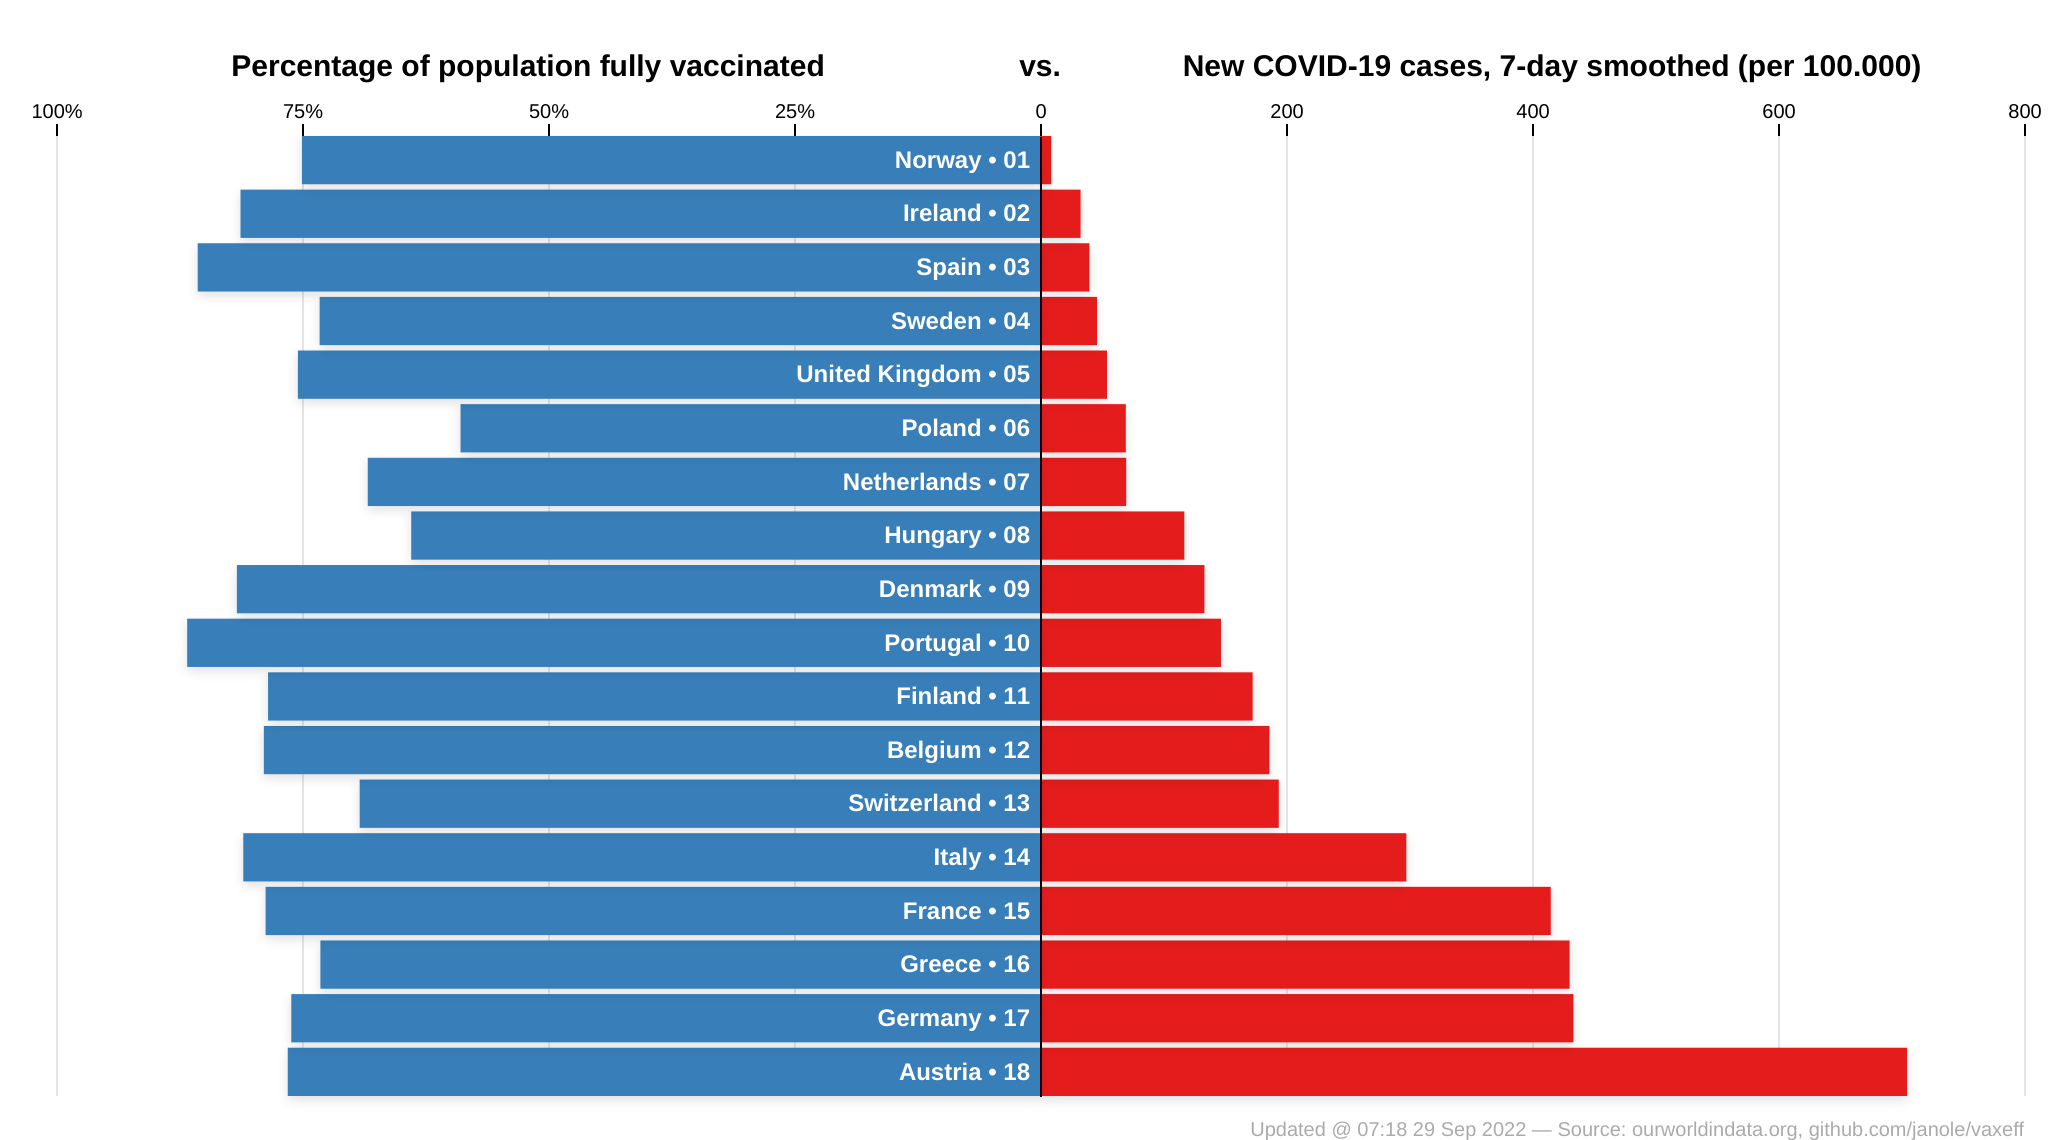 Percentage of population fully vaccinated vs. New COVID-19 cases, 7-day smoothed (per 100.000)
100% 75% 50% 25% 0 200 400 600 800
Norway • 01
Ireland • 02
Spain • 03
Sweden • 04
United Kingdom • 05
Poland • 06
Netherlands • 07
Hungary • 08
Denmark • 09
Portugal • 10
Finland • 11
Belgium • 12
Switzerland • 13
Italy • 14
France • 15
Greece • 16
Germany • 17
Austria • 18
Updated @ 07:18 29 Sep 2022 — Source: ourworldindata.org, github.com/janole/vaxeff